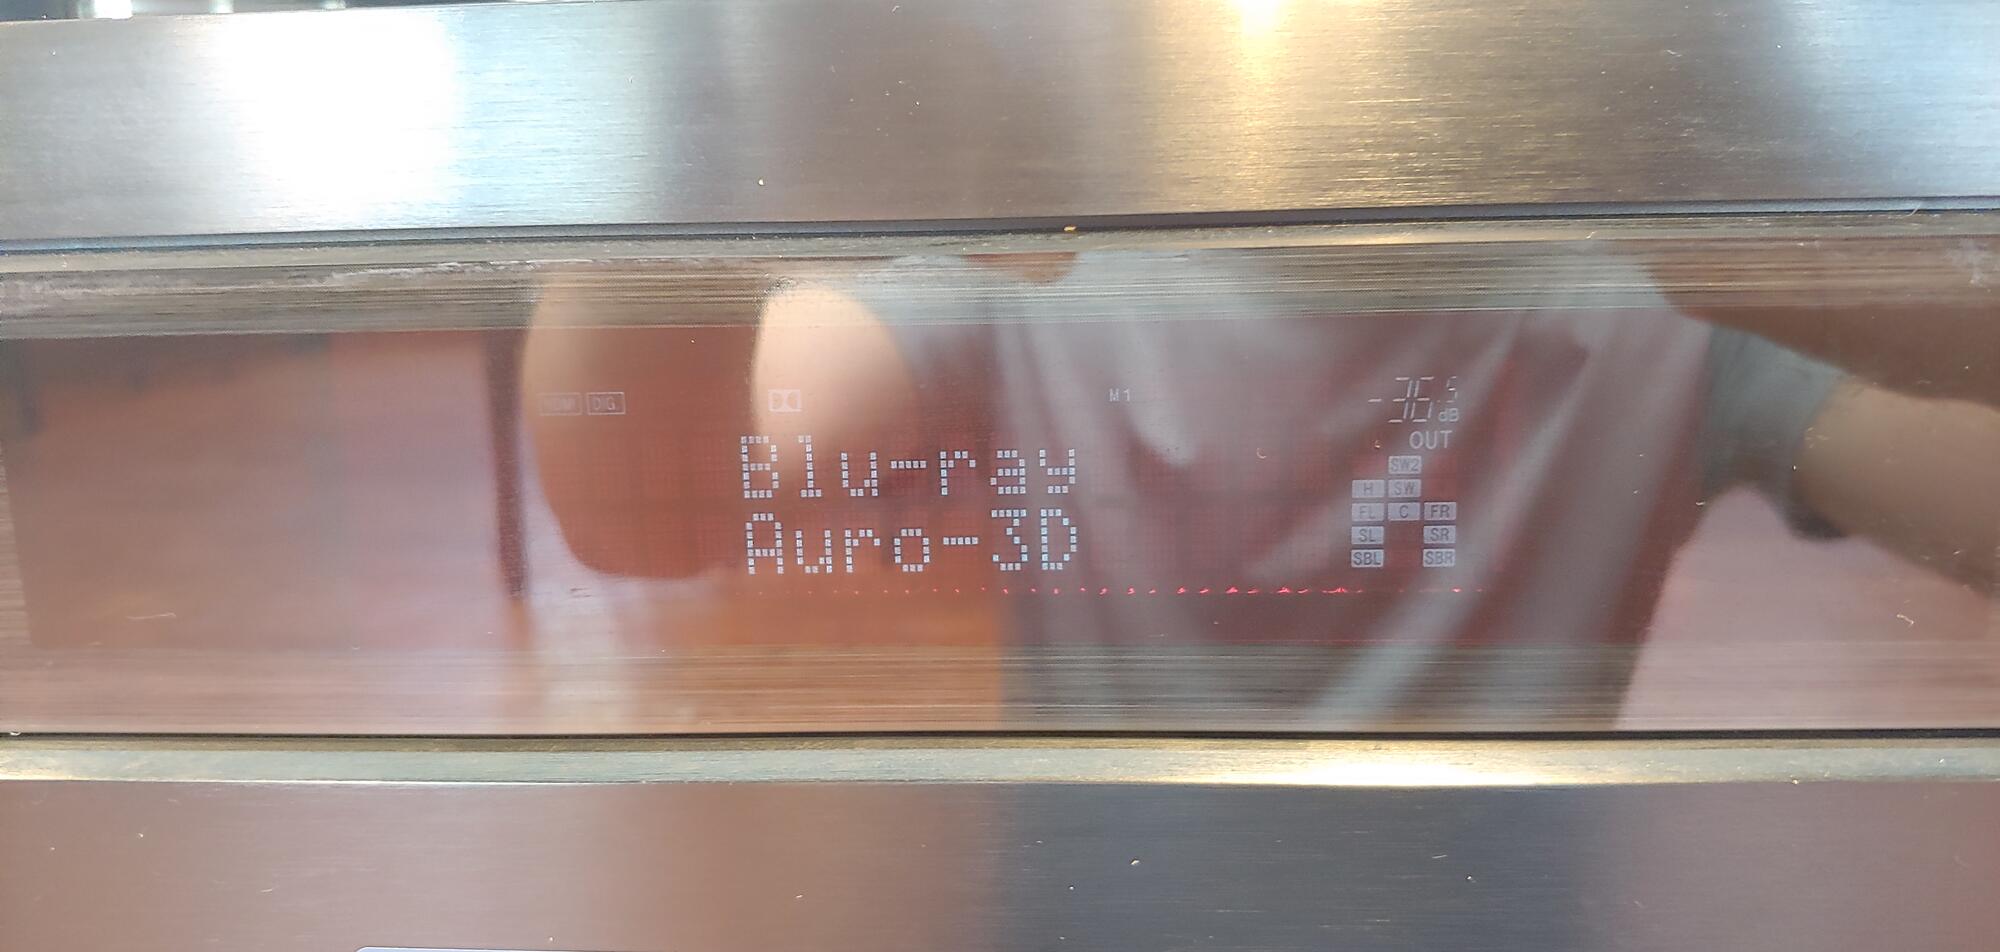 HDMI DIG M1 -36.5 dB
OUT
SW2
H SW
FL C FR
SL SR
SBL SBR
Blu-ray
Auro-3D